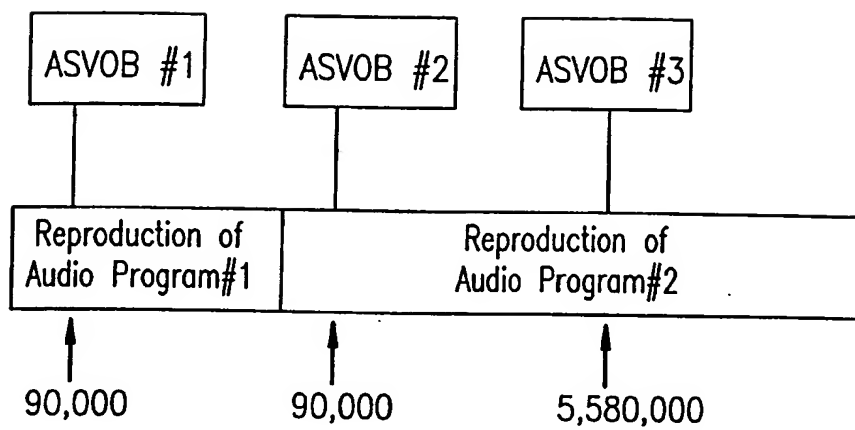 ASVOB #1
ASVOB #2
ASVOB #3
Reproduction of
Audio Program#1
Reproduction of
Audio Program#2
90,000
90,000
5,580,000